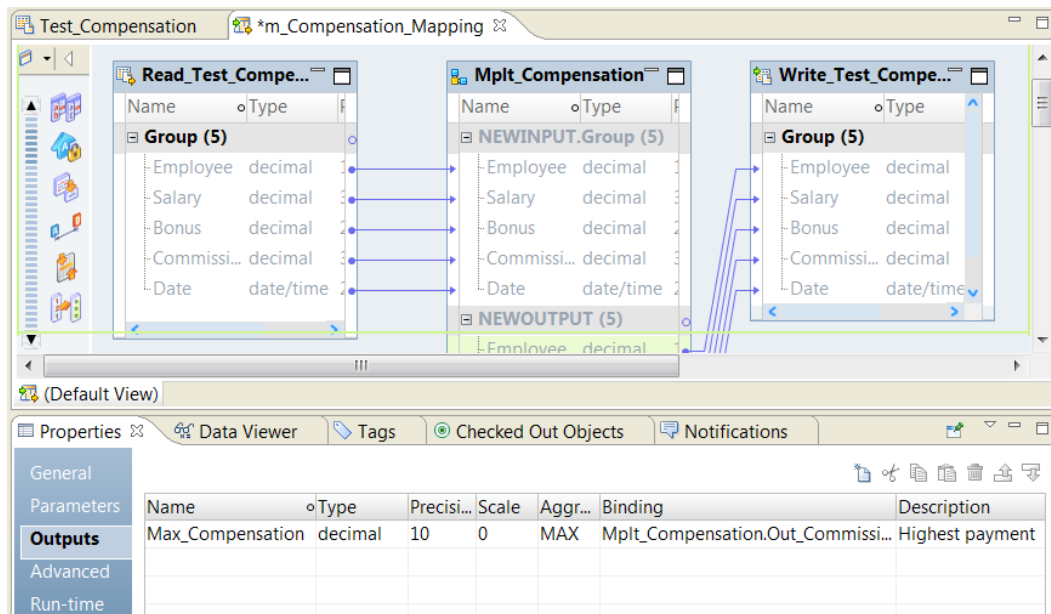 Test_Compensation *m_Compensation_Mapping
Read_Test_Compe... Mplt_Compensation Write_Test_Compe...
Name Type Name Type Name Type
Group (5) NEWINPUT.Group (5) Group (5)
Employee decimal Employee decimal Employee decimal
Salary decimal Salary decimal Salary decimal
Bonus decimal Bonus decimal Bonus decimal
Commissi... decimal Commissi... decimal Commissi... decimal
Date date/time Date date/time Date date/time
NEWOUTPUT (5)
Employee decimal
(Default View)
Properties Data Viewer Tags Checked Out Objects Notifications
General
Parameters
Outputs
Advanced
Run-time
Name Type Precisi... Scale Aggr... Binding Description
Max_Compensation decimal 10 0 MAX Mplt_Compensation.Out_Commissi... Highest payment